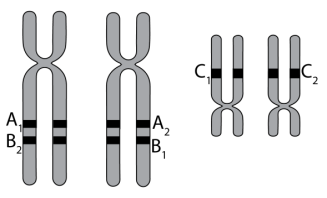 C₁ C₂
A₁ A₂
B₂ B₁